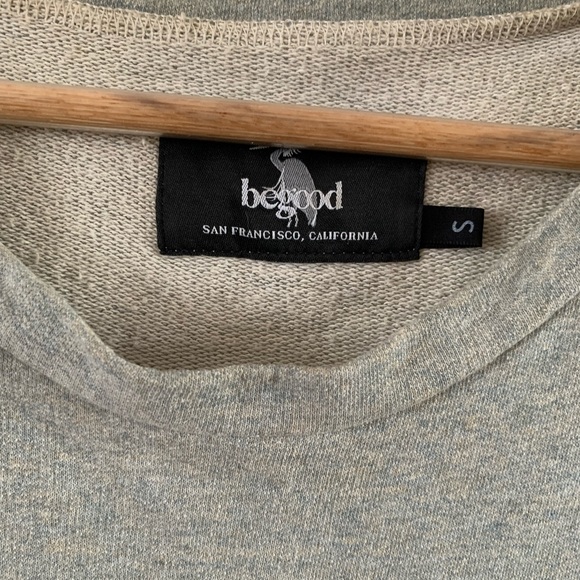 begood
SAN FRANCISCO, CALIFORNIA
S